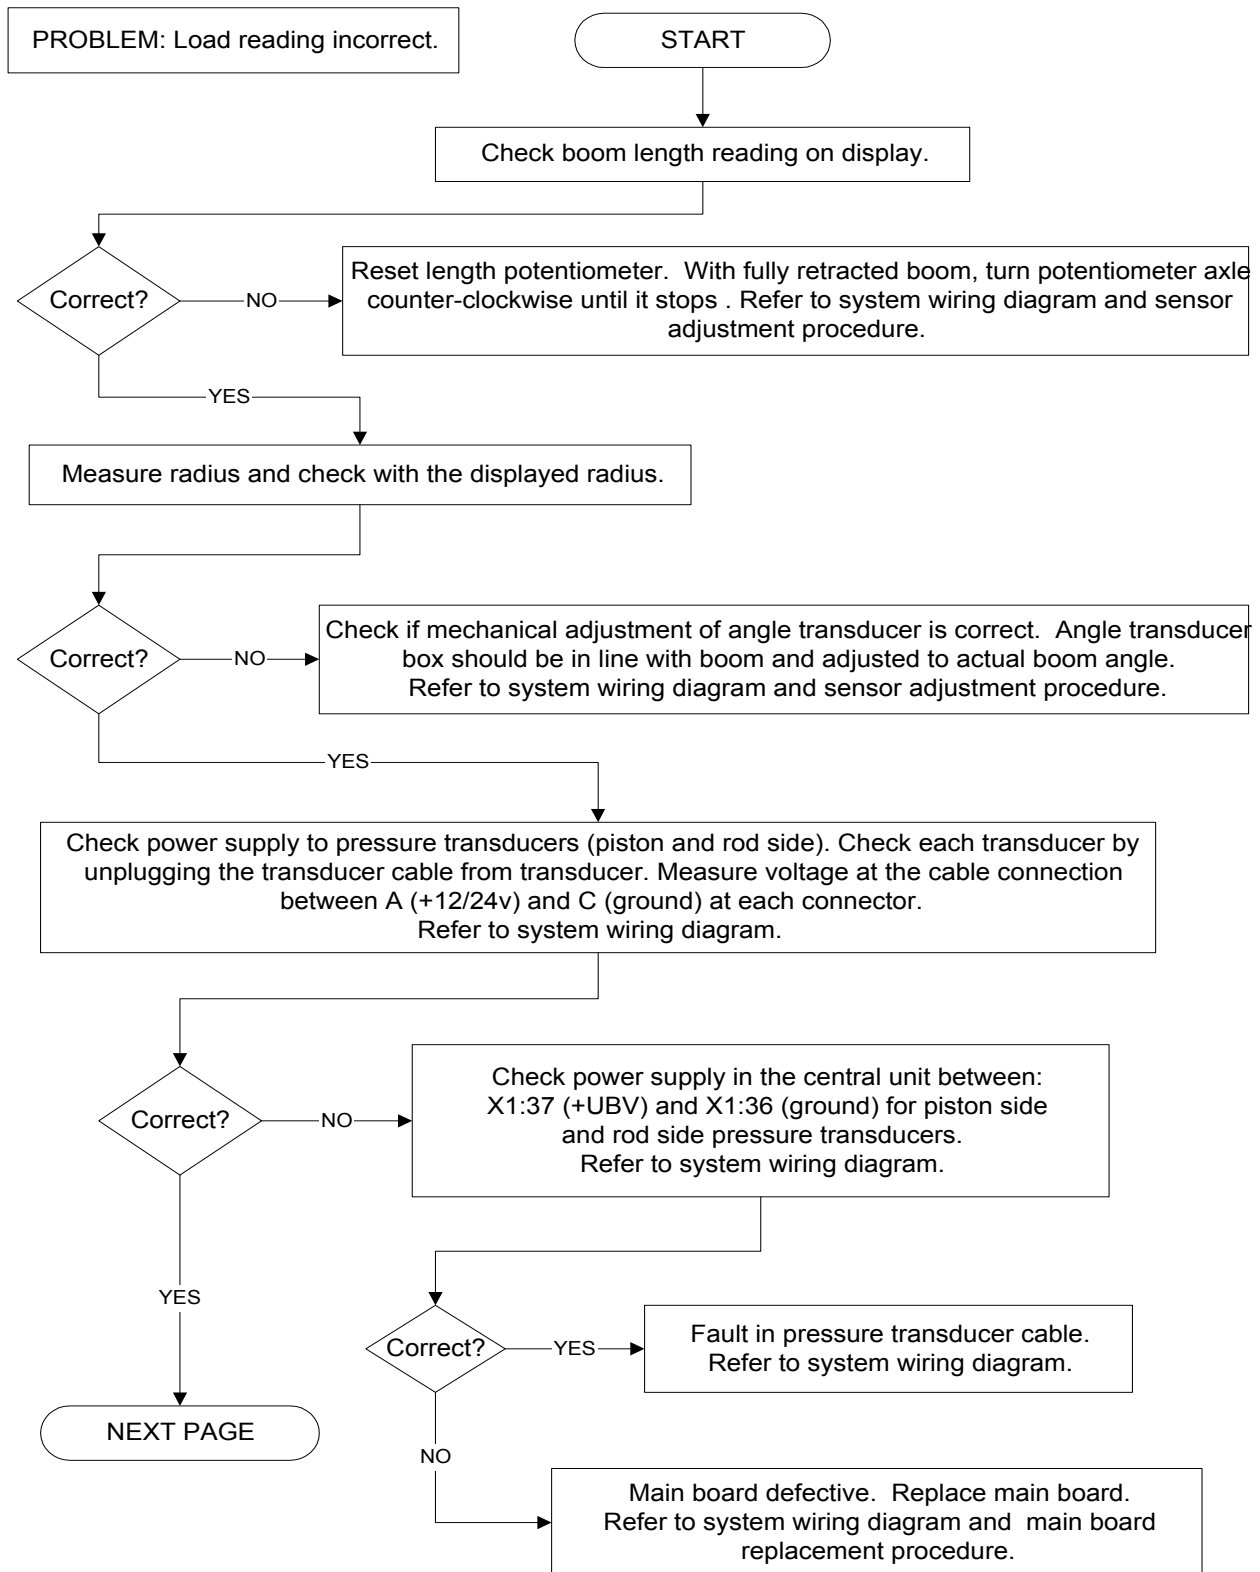 PROBLEM: Load reading incorrect.
START
Check boom length reading on display.
Correct?
NO
Reset length potentiometer. With fully retracted boom, turn potentiometer axle
counter-clockwise until it stops . Refer to system wiring diagram and sensor
adjustment procedure.
YES
Measure radius and check with the displayed radius.
Correct?
NO
Check if mechanical adjustment of angle transducer is correct. Angle transducer
box should be in line with boom and adjusted to actual boom angle.
Refer to system wiring diagram and sensor adjustment procedure.
YES
Check power supply to pressure transducers (piston and rod side). Check each transducer by
unplugging the transducer cable from transducer. Measure voltage at the cable connection
between A (+12/24v) and C (ground) at each connector.
Refer to system wiring diagram.
Correct?
NO
Check power supply in the central unit between:
X1:37 (+UBV) and X1:36 (ground) for piston side
and rod side pressure transducers.
Refer to system wiring diagram.
YES
Correct?
YES
Fault in pressure transducer cable.
Refer to system wiring diagram.
NEXT PAGE
NO
Main board defective. Replace main board.
Refer to system wiring diagram and main board
replacement procedure.